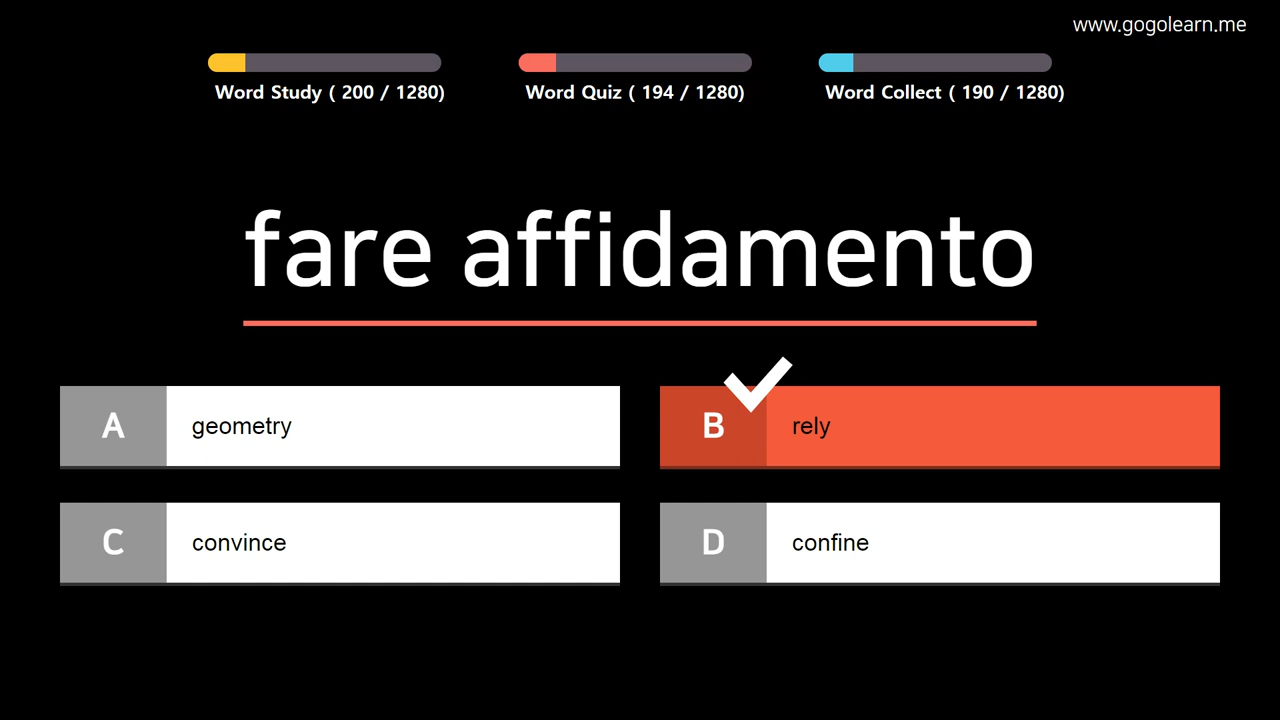 www.gogolearn.me
Word Study ( 200 / 1280)
Word Quiz ( 194 / 1280)
Word Collect ( 190 / 1280)
fare affidamento
A geometry
B rely
C convince
D confine